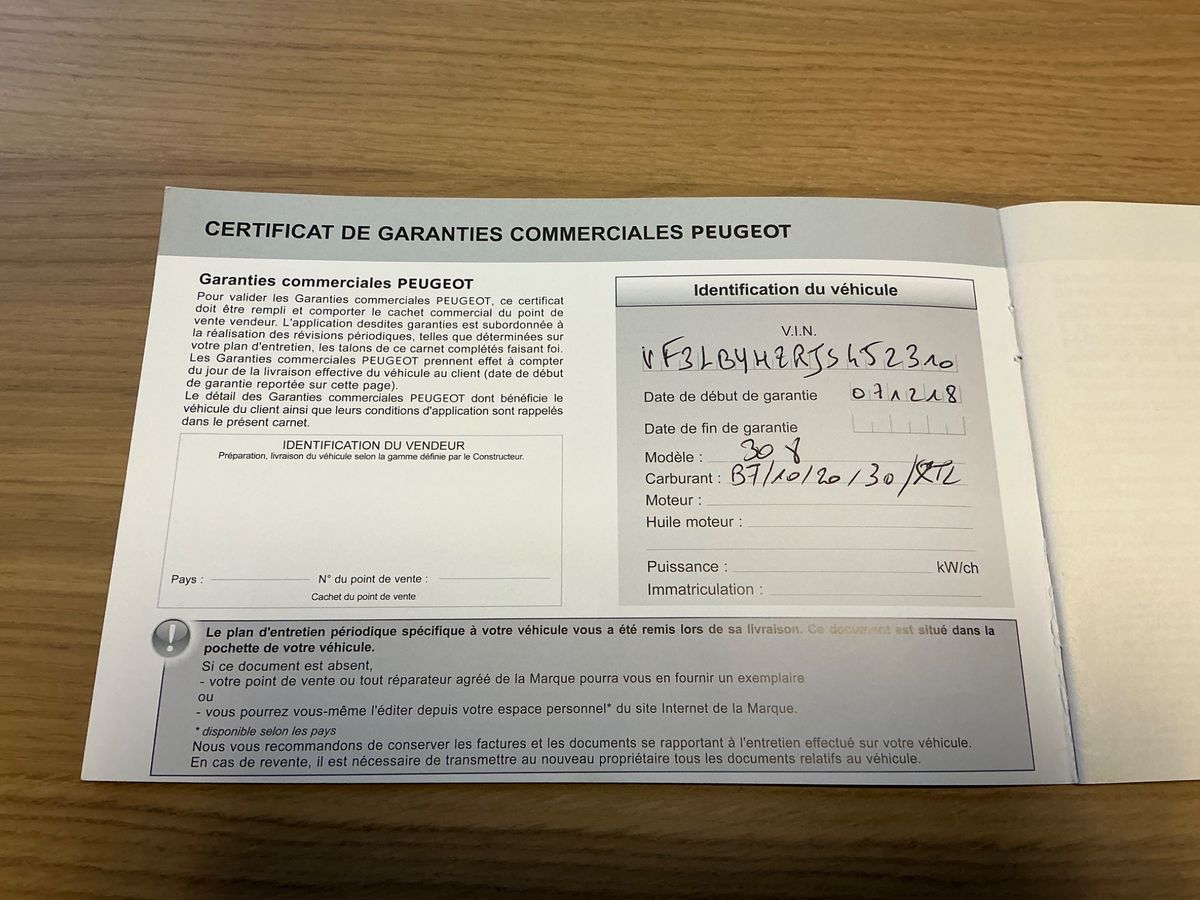 CERTIFICAT DE GARANTIES COMMERCIALES PEUGEOT
Garanties commerciales PEUGEOT
Pour valider les Garanties commerciales PEUGEOT, ce certificat
doit être rempli et comporter le cachet commercial du point de
vente vendeur. L'application desdites garanties est subordonnée à
la réalisation des révisions périodiques, telles que déterminées sur
votre plan d'entretien, les talons de ce carnet complétés faisant foi.
Les Garanties commerciales PEUGEOT prennent effet à compter
du jour de la livraison effective du véhicule au client (date de début
de garantie reportée sur cette page).
Le détail des Garanties commerciales PEUGEOT dont bénéficie le
véhicule du client ainsi que leurs conditions d'application sont rappelés
dans le présent carnet.
IDENTIFICATION DU VENDEUR
Préparation, livraison du véhicule selon la gamme définie par le Constructeur.
Pays :
N° du point de vente :
Cachet du point de vente
Identification du véhicule
V.I.N.
VF3LBYHZRJS452310
Date de début de garantie 071218
Date de fin de garantie
Modèle : 308
Carburant : B7/10/20/30/XTL
Moteur :
Huile moteur :
Puissance : kW/ch
Immatriculation :
! Le plan d'entretien périodique spécifique à votre véhicule vous a été remis lors de sa livraison. Ce document est situé dans la
pochette de votre véhicule.
Si ce document est absent,
- votre point de vente ou tout réparateur agréé de la Marque pourra vous en fournir un exemplaire
ou
- vous pourrez vous-même l'éditer depuis votre espace personnel* du site Internet de la Marque.
* disponible selon les pays
Nous vous recommandons de conserver les factures et les documents se rapportant à l'entretien effectué sur votre véhicule.
En cas de revente, il est nécessaire de transmettre au nouveau propriétaire tous les documents relatifs au véhicule.